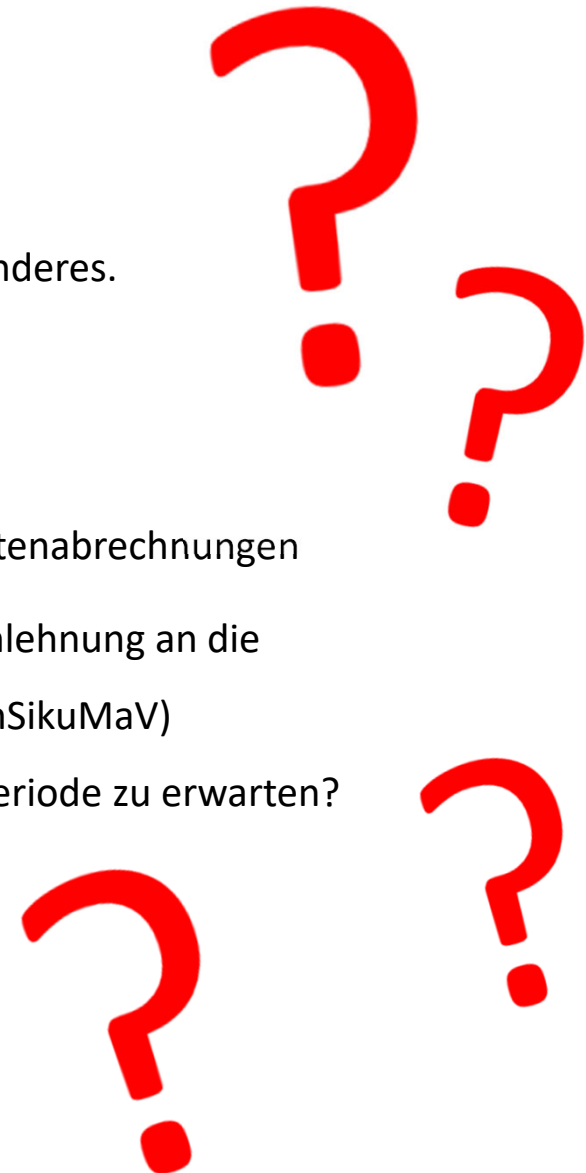 nderes.
tenabrechnungen
nlehnung an die
nSikuMaV)
eriode zu erwarten?